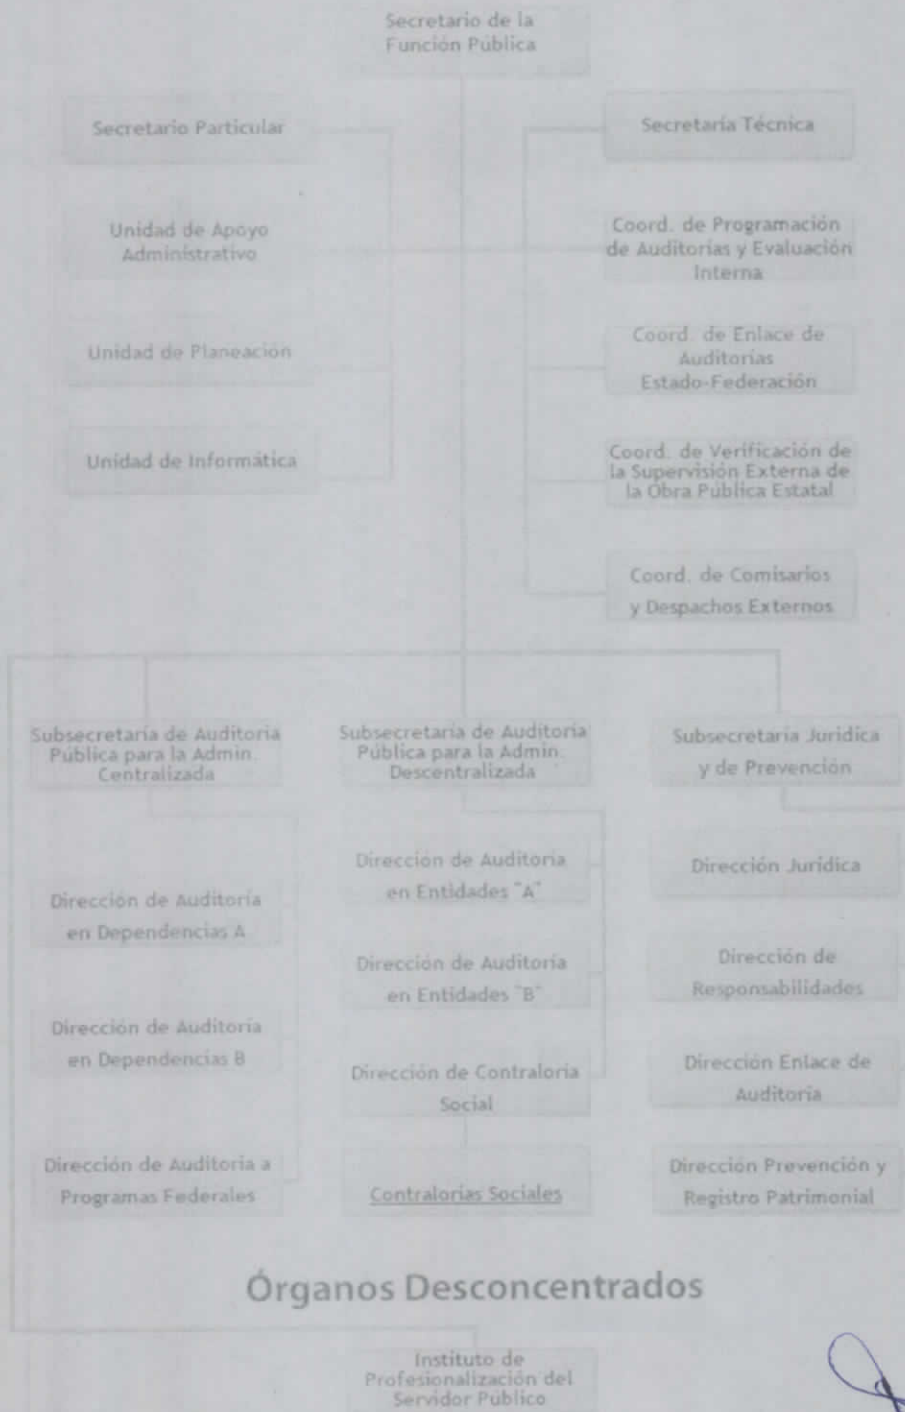 Secretario de la
Función Pública
Secretario Particular
Secretaría Técnica
Unidad de Apoyo
Administrativo
Coord. de Programación
de Auditorías y Evaluación
Interna
Unidad de Planeación
Coord. de Enlace de
Auditorías
Estado-Federación
Unidad de Informática
Coord. de Verificación de
la Supervisión Externa de
la Obra Pública Estatal
Coord. de Comisarios
y Despachos Externos
Subsecretaría de Auditoria
Pública para la Admin.
Centralizada
Subsecretaría de Auditoria
Pública para la Admin.
Descentralizada
Subsecretaría Jurídica
y de Prevención
Dirección de Auditoría
en Dependencias A
Dirección de Auditoría
en Dependencias B
Dirección de Auditoria a
Programas Federales
Dirección de Auditoría
en Entidades "A"
Dirección de Auditoría
en Entidades "B"
Dirección de Contraloría
Social
Contralorías Sociales
Dirección Jurídica
Dirección de
Responsabilidades
Dirección Enlace de
Auditoría
Dirección Prevención y
Registro Patrimonial
Órganos Desconcentrados
Instituto de
Profesionalización del
Servidor Público